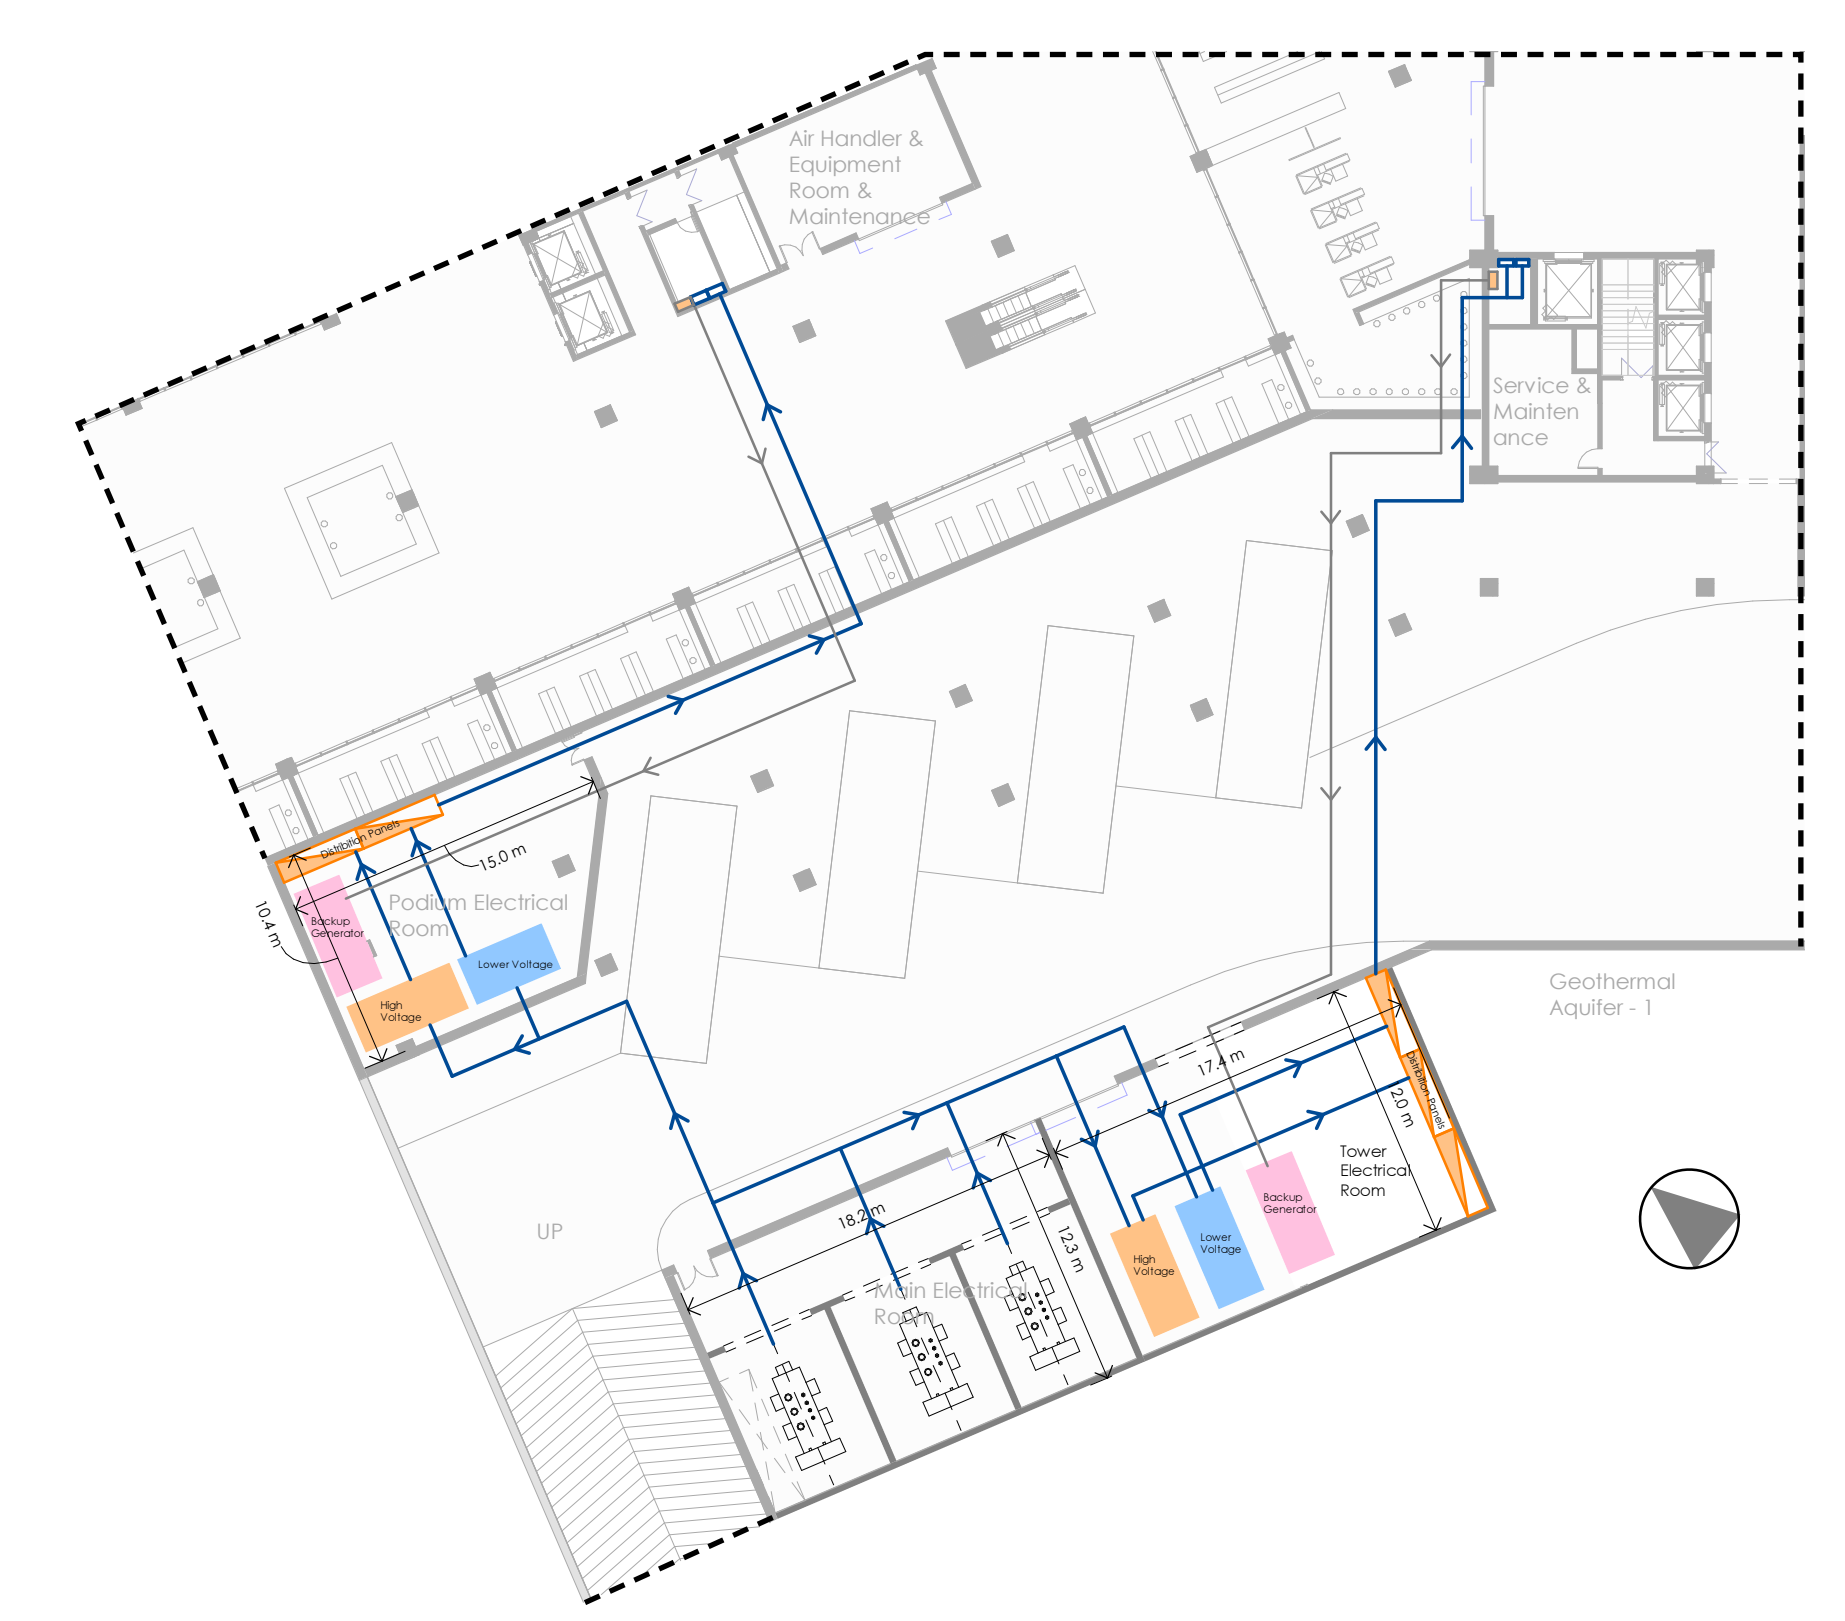 Air Handler &
Equipment
Room &
Maintenance
Service &
Mainten
ance
Distribition Panels
15.0 m
Podium Electrical
Room
10.4 m
Backup
Generator
Lower Voltage
High
Voltage
Geothermal
Aquifer - 1
17.4 m
Distribition Panels
2.0 m
Tower
Electrical
Room
Backup
Generator
UP
18.2 m
12.3 m
Lower
Voltage
High
Voltage
Main Electrical
Room